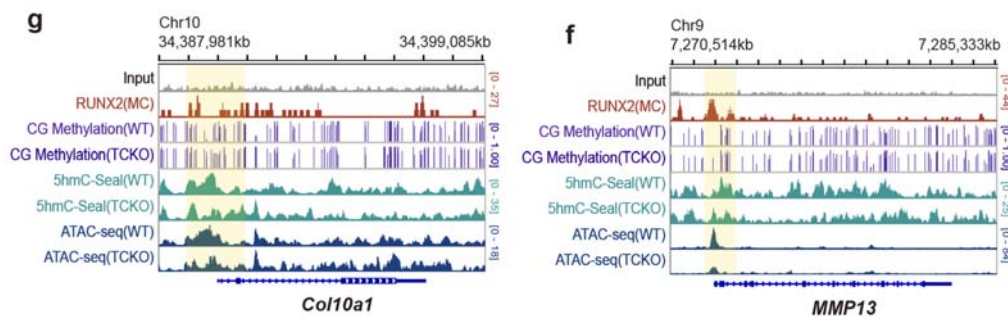 g
Chr10
34,387,981kb 34,399,085kb
Input
RUNX2(MC)
[0 - 27]
CG Methylation(WT)
CG Methylation(TCKO)
[0 - 1.00]
5hmC-Seal(WT)
5hmC-Seal(TCKO)
[0 - 35]
ATAC-seq(WT)
ATAC-seq(TCKO)
[0 - 18]
Col10a1
f
Chr9
7,270,514kb 7,285,333kb
Input
RUNX2(MC)
CG Methylation(WT)
CG Methylation(TCKO)
[0 - 1.00]
5hmC-Seal(WT)
5hmC-Seal(TCKO)
ATAC-seq(WT)
ATAC-seq(TCKO)
[0 - 84]
MMP13